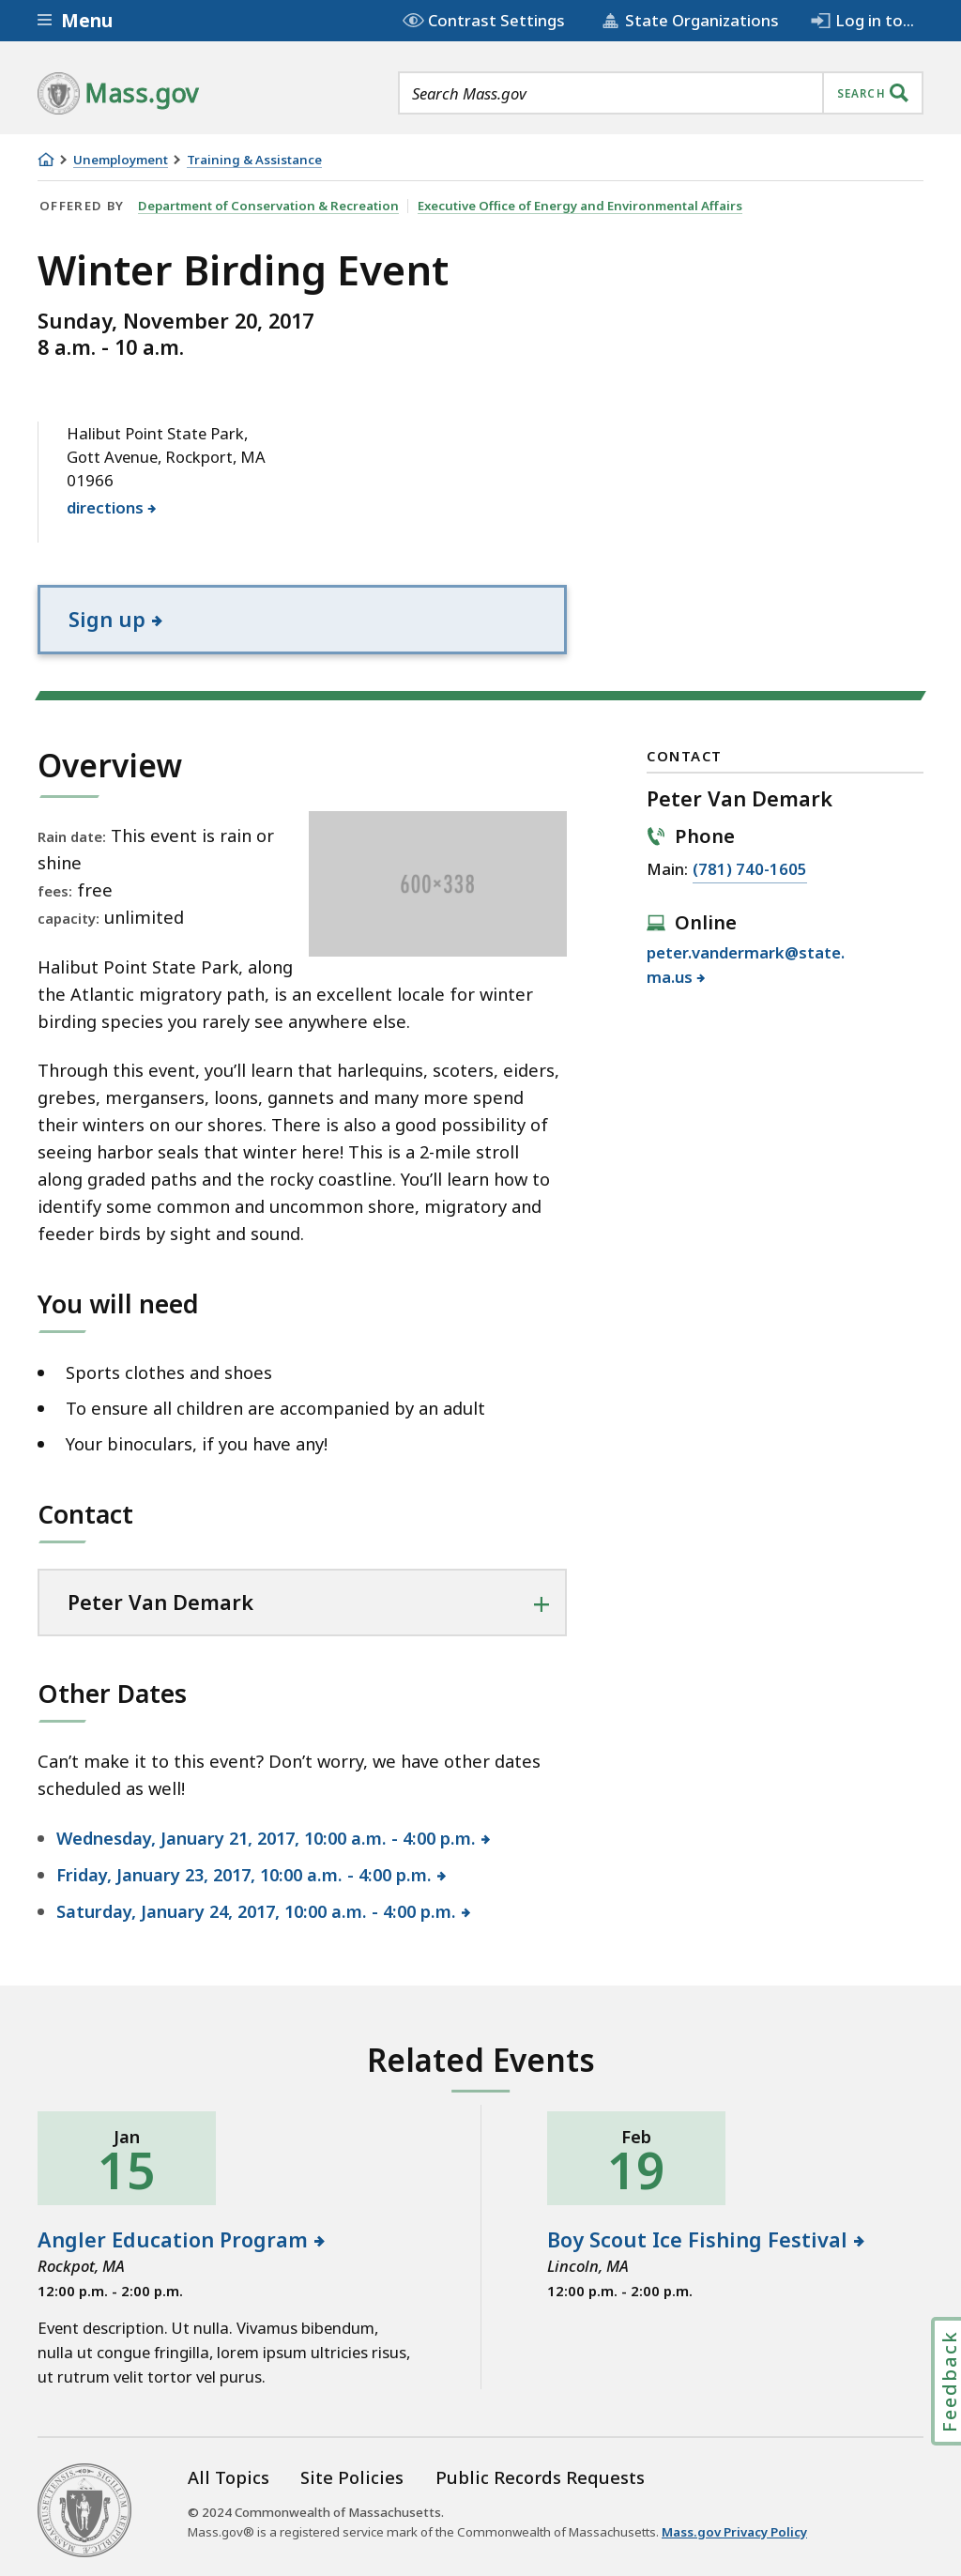 Menu
Contrast Settings
State Organizations
Log in to...
Mass.gov
Search Mass.gov
SEARCH
Unemployment
Training & Assistance
OFFERED BY Department of Conservation & Recreation Executive Office of Energy and Environmental Affairs
Winter Birding Event
Sunday, November 20, 2017
8 a.m. - 10 a.m.
Halibut Point State Park,
Gott Avenue, Rockport, MA
01966
directions
Sign up
Overview
Rain date: This event is rain or
shine
fees: free
capacity: unlimited
600×338
Halibut Point State Park, along
the Atlantic migratory path, is an excellent locale for winter
birding species you rarely see anywhere else.
Through this event, you’ll learn that harlequins, scoters, eiders,
grebes, mergansers, loons, gannets and many more spend
their winters on our shores. There is also a good possibility of
seeing harbor seals that winter here! This is a 2-mile stroll
along graded paths and the rocky coastline. You’ll learn how to
identify some common and uncommon shore, migratory and
feeder birds by sight and sound.
You will need
Sports clothes and shoes
To ensure all children are accompanied by an adult
Your binoculars, if you have any!
Contact
Peter Van Demark
Other Dates
Can’t make it to this event? Don’t worry, we have other dates
scheduled as well!
Wednesday, January 21, 2017, 10:00 a.m. - 4:00 p.m.
Friday, January 23, 2017, 10:00 a.m. - 4:00 p.m.
Saturday, January 24, 2017, 10:00 a.m. - 4:00 p.m.
CONTACT
Peter Van Demark
Phone
Main: (781) 740-1605
Online
peter.vandermark@state.
ma.us
Related Events
Jan
15
Angler Education Program
Rockpot, MA
12:00 p.m. - 2:00 p.m.
Event description. Ut nulla. Vivamus bibendum,
nulla ut congue fringilla, lorem ipsum ultricies risus,
ut rutrum velit tortor vel purus.
Feb
19
Boy Scout Ice Fishing Festival
Lincoln, MA
12:00 p.m. - 2:00 p.m.
Feedback
All Topics
Site Policies
Public Records Requests
© 2024 Commonwealth of Massachusetts.
Mass.gov® is a registered service mark of the Commonwealth of Massachusetts. Mass.gov Privacy Policy